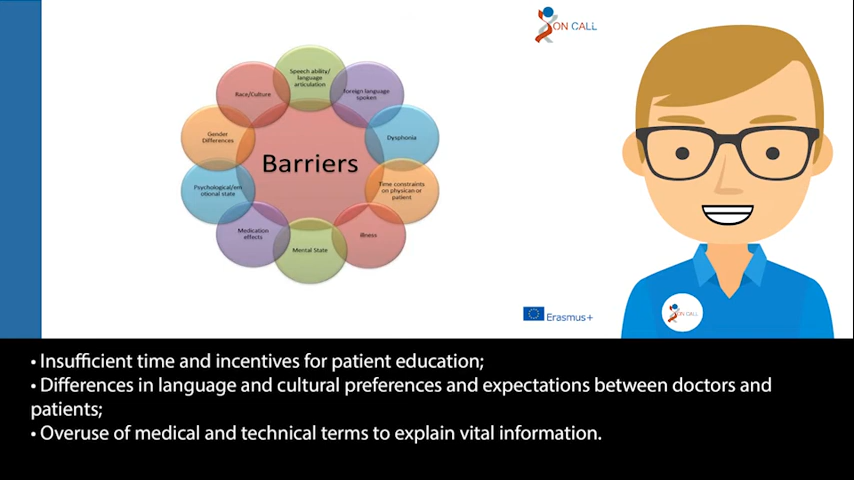 ON CALL
Speech ability/
language
articulation
Race/Culture
Foreign language
spoken
Gender
Differences
Dysphonia
Barriers
Psychological/em
otional state
Time constraints
on physican or
patient
Medication
effects
illness
Mental State
ON CALL
Erasmus+
• Insufficient time and incentives for patient education;
• Differences in language and cultural preferences and expectations between doctors and
patients;
• Overuse of medical and technical terms to explain vital information.